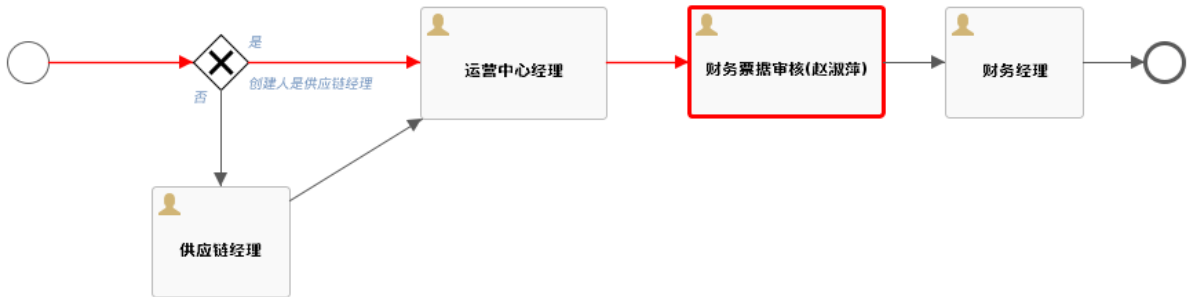 是
创建人是供应链经理
否
运营中心经理
财务票据审核(赵淑萍)
财务经理
供应链经理